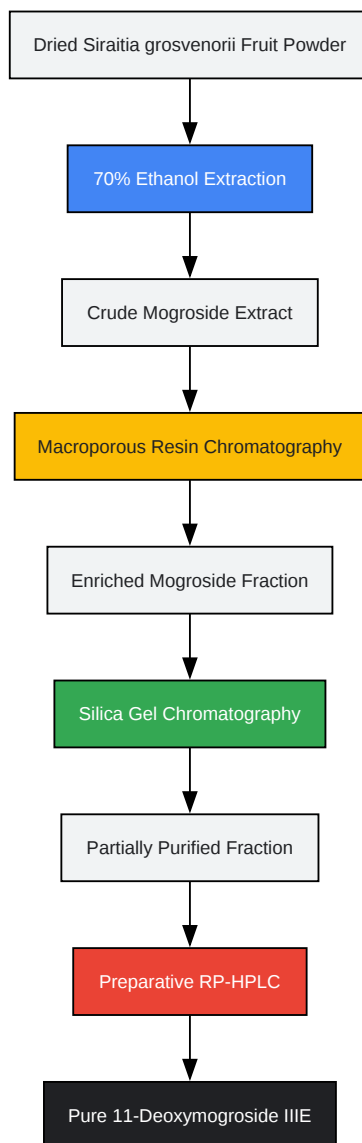 Dried Siraitia grosvenorii Fruit Powder
70% Ethanol Extraction
Crude Mogroside Extract
Macroporous Resin Chromatography
Enriched Mogroside Fraction
Silica Gel Chromatography
Partially Purified Fraction
Preparative RP-HPLC
Pure 11-Deoxymogroside IIIE